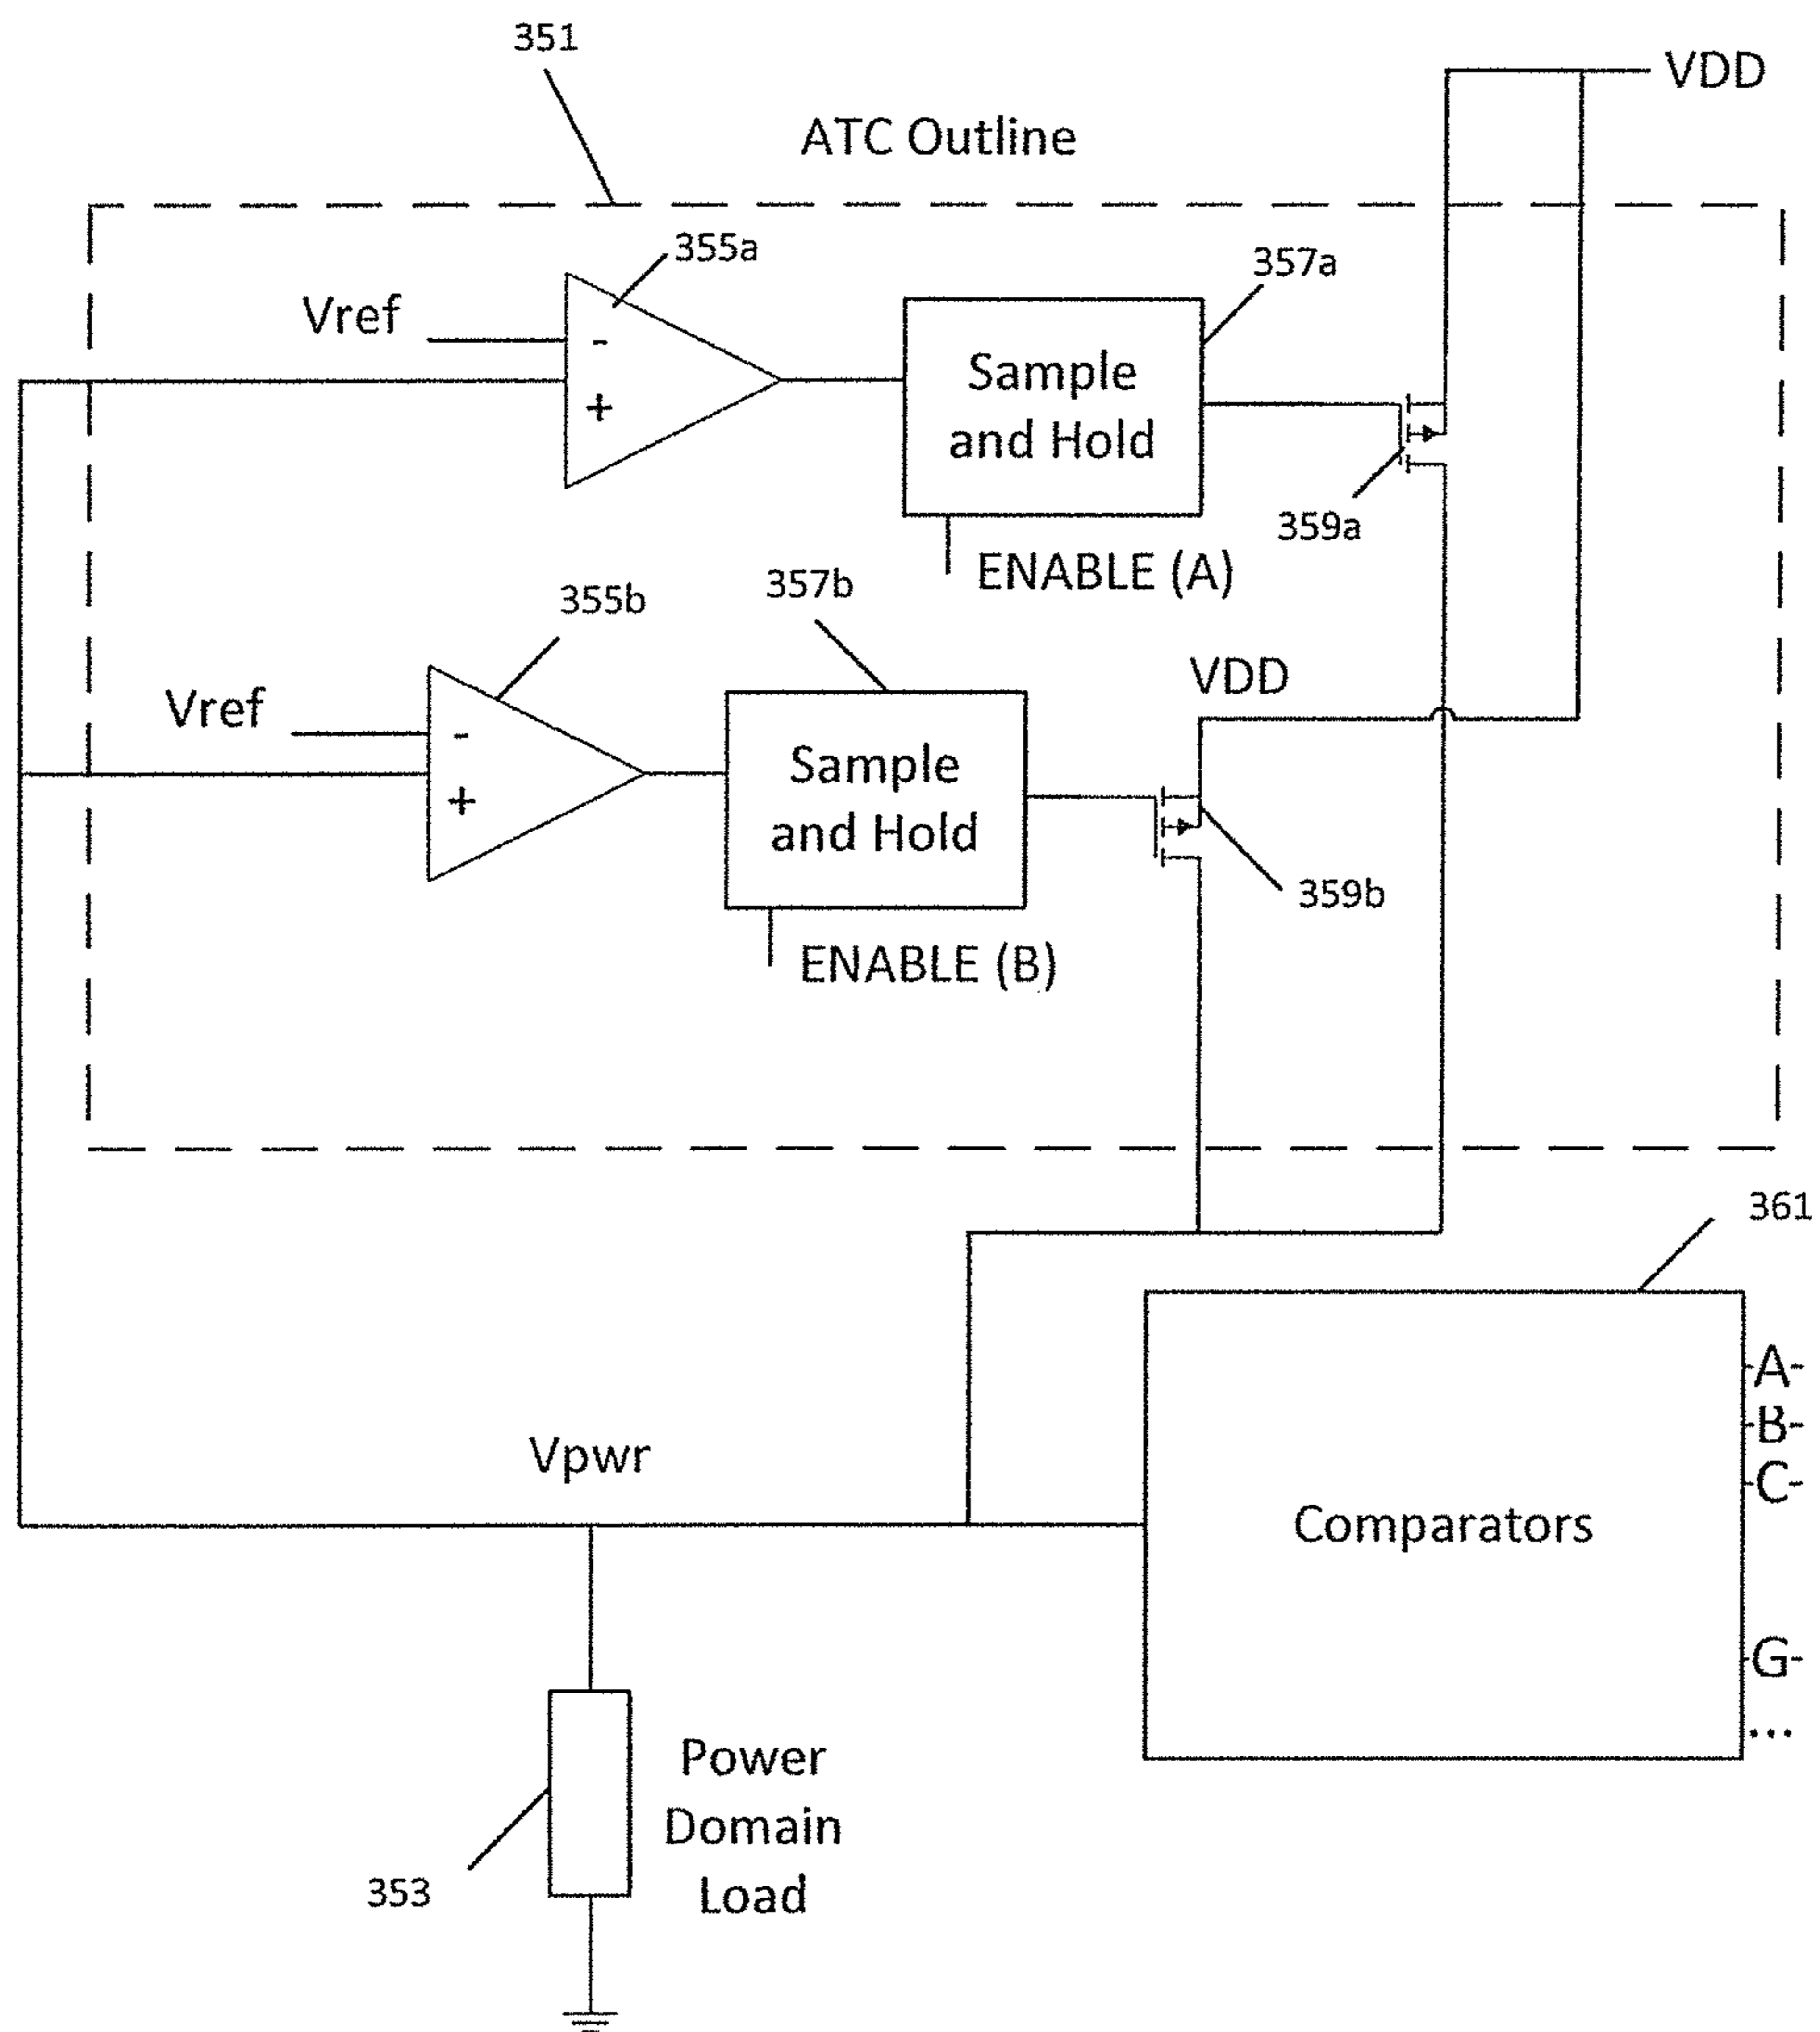 351
VDD
ATC Outline
355a
357a
Vref
-
+
Sample
and Hold
359a
ENABLE (A)
355b
357b
VDD
Vref
-
+
Sample
and Hold
359b
ENABLE (B)
361
A
B
C
G
...
Vpwr
Comparators
Power
Domain
Load
353